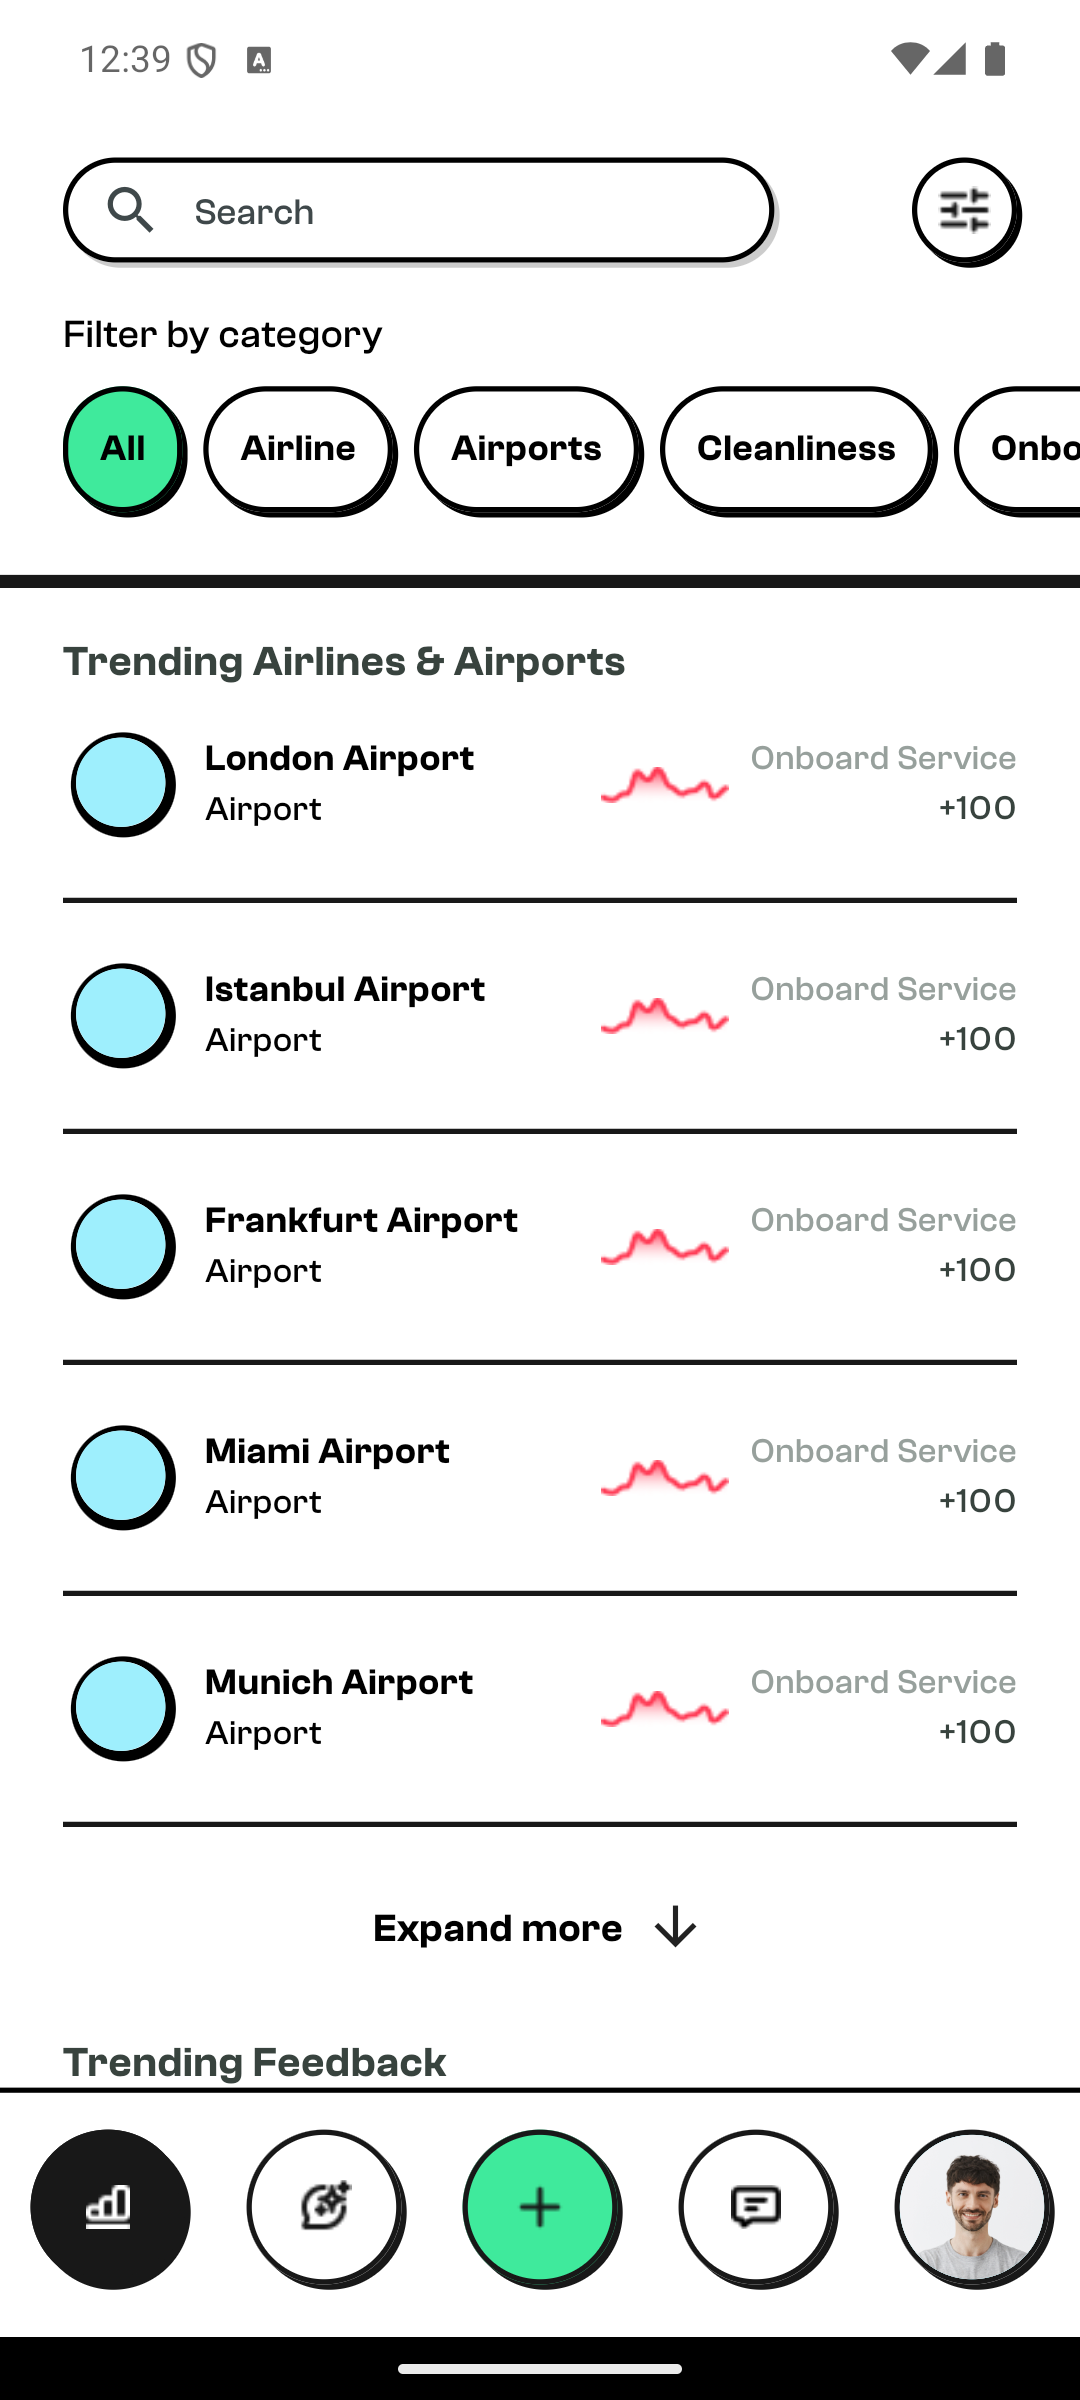 12:39
Search
Filter by category
All Airline Airports Cleanliness Onbo
Trending Airlines & Airports
London Airport Onboard Service
Airport +100
Istanbul Airport Onboard Service
Airport +100
Frankfurt Airport Onboard Service
Airport +100
Miami Airport Onboard Service
Airport +100
Munich Airport Onboard Service
Airport +100
Expand more
Trending Feedback